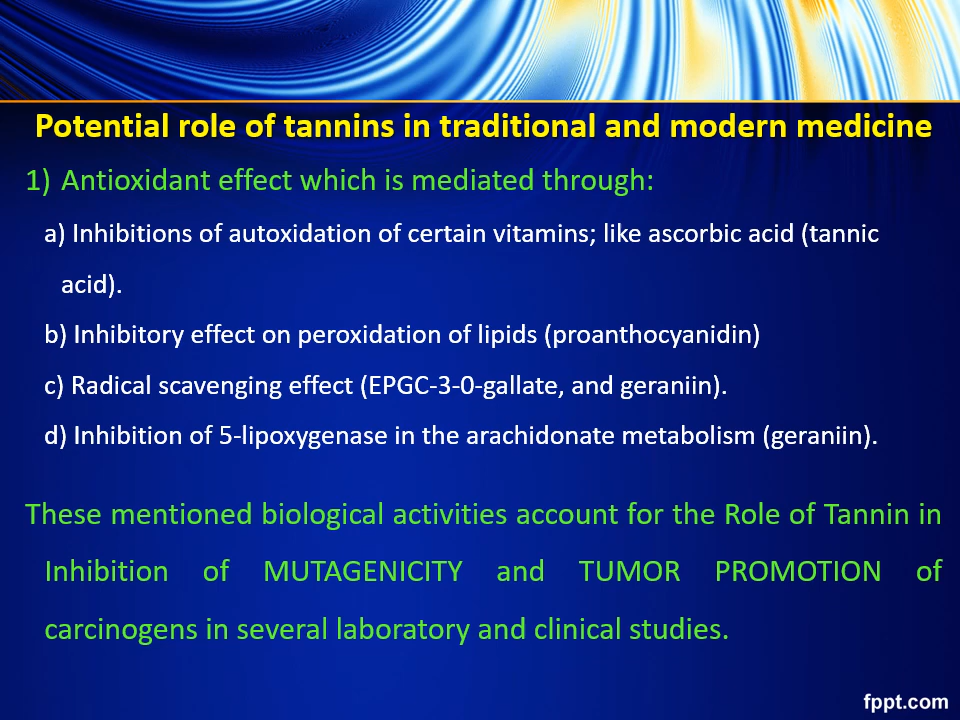 Potential role of tannins in traditional and modern medicine
1) Antioxidant effect which is mediated through:
a) Inhibitions of autoxidation of certain vitamins; like ascorbic acid (tannic
acid).
b) Inhibitory effect on peroxidation of lipids (proanthocyanidin)
c) Radical scavenging effect (EPGC-3-0-gallate, and geraniin).
d) Inhibition of 5-lipoxygenase in the arachidonate metabolism (geraniin).
These mentioned biological activities account for the Role of Tannin in
Inhibition of MUTAGENICITY and TUMOR PROMOTION of
carcinogens in several laboratory and clinical studies.
fppt.com